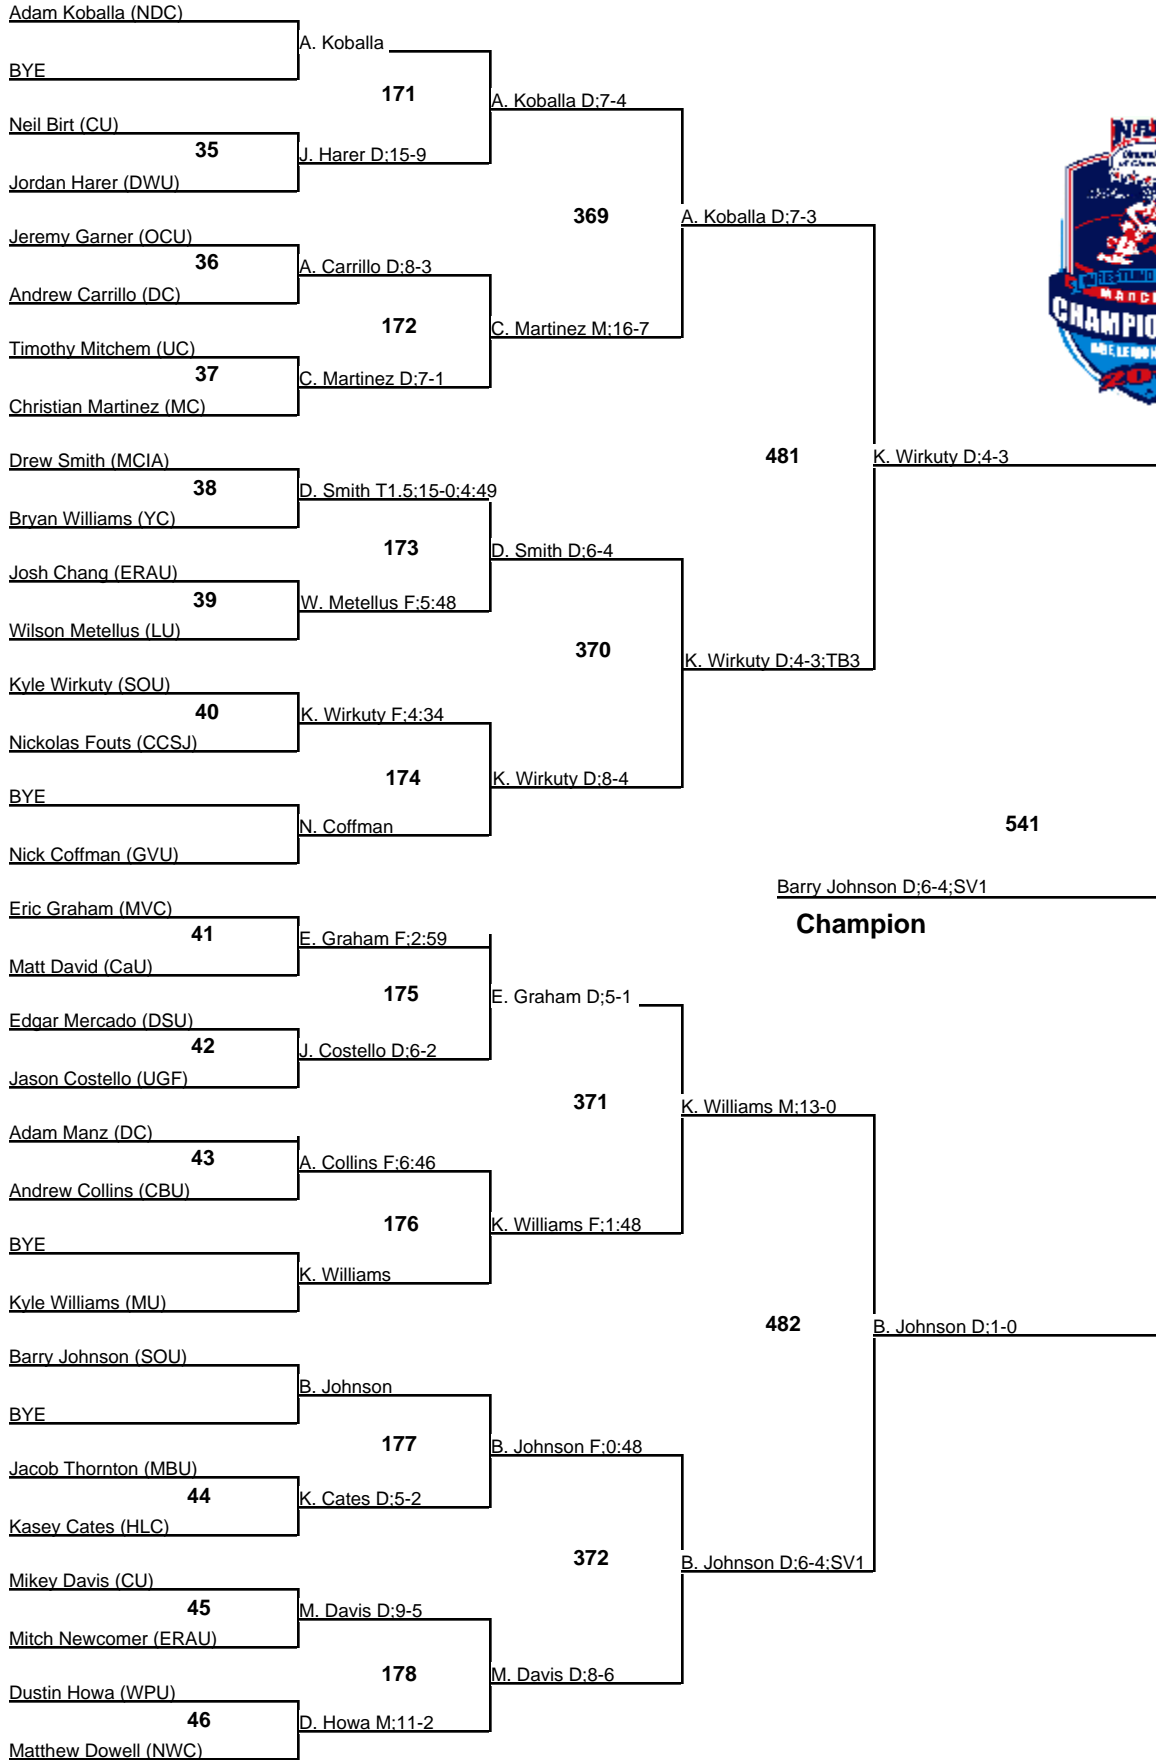 Adam Koballa (NDC)
A. Koballa
BYE
171
A. Koballa D;7-4
Neil Birt (CU)
35
J. Harer D;15-9
Jordan Harer (DWU)
369
A. Koballa D;7-3
Jeremy Garner (OCU)
36
A. Carrillo D;8-3
Andrew Carrillo (DC)
172
C. Martinez M;16-7
Timothy Mitchem (UC)
37
C. Martinez D;7-1
Christian Martinez (MC)
481
K. Wirkuty D;4-3
Drew Smith (MCIA)
38
D. Smith T1.5;15-0;4:49
Bryan Williams (YC)
173
D. Smith D;6-4
Josh Chang (ERAU)
39
W. Metellus F;5:48
Wilson Metellus (LU)
370
K. Wirkuty D;4-3;TB3
Kyle Wirkuty (SOU)
40
K. Wirkuty F;4:34
Nickolas Fouts (CCSJ)
174
K. Wirkuty D;8-4
BYE
N. Coffman
Nick Coffman (GVU)
541
Barry Johnson D;6-4;SV1
Champion
Eric Graham (MVC)
41
E. Graham F;2:59
Matt David (CaU)
175
E. Graham D;5-1
Edgar Mercado (DSU)
42
J. Costello D;6-2
Jason Costello (UGF)
371
K. Williams M;13-0
Adam Manz (DC)
43
A. Collins F;6:46
Andrew Collins (CBU)
176
K. Williams F;1:48
BYE
K. Williams
Kyle Williams (MU)
482
B. Johnson D;1-0
Barry Johnson (SOU)
B. Johnson
BYE
177
B. Johnson F;0:48
Jacob Thornton (MBU)
44
K. Cates D;5-2
Kasey Cates (HLC)
372
B. Johnson D;6-4;SV1
Mikey Davis (CU)
45
M. Davis D;9-5
Mitch Newcomer (ERAU)
178
M. Davis D;8-6
Dustin Howa (WPU)
46
D. Howa M;11-2
Matthew Dowell (NWC)